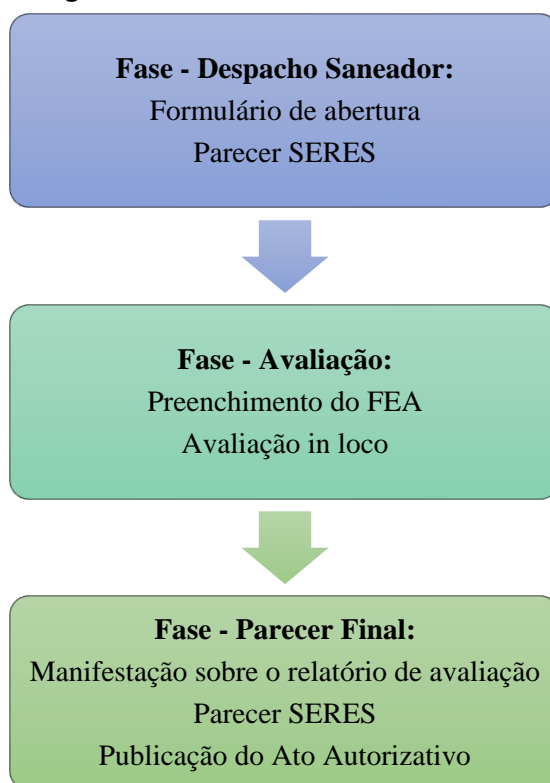 Fase - Despacho Saneador:
Formulário de abertura
Parecer SERES
Fase - Avaliação:
Preenchimento do FEA
Avaliação in loco
Fase - Parecer Final:
Manifestação sobre o relatório de avaliação
Parecer SERES
Publicação do Ato Autorizativo